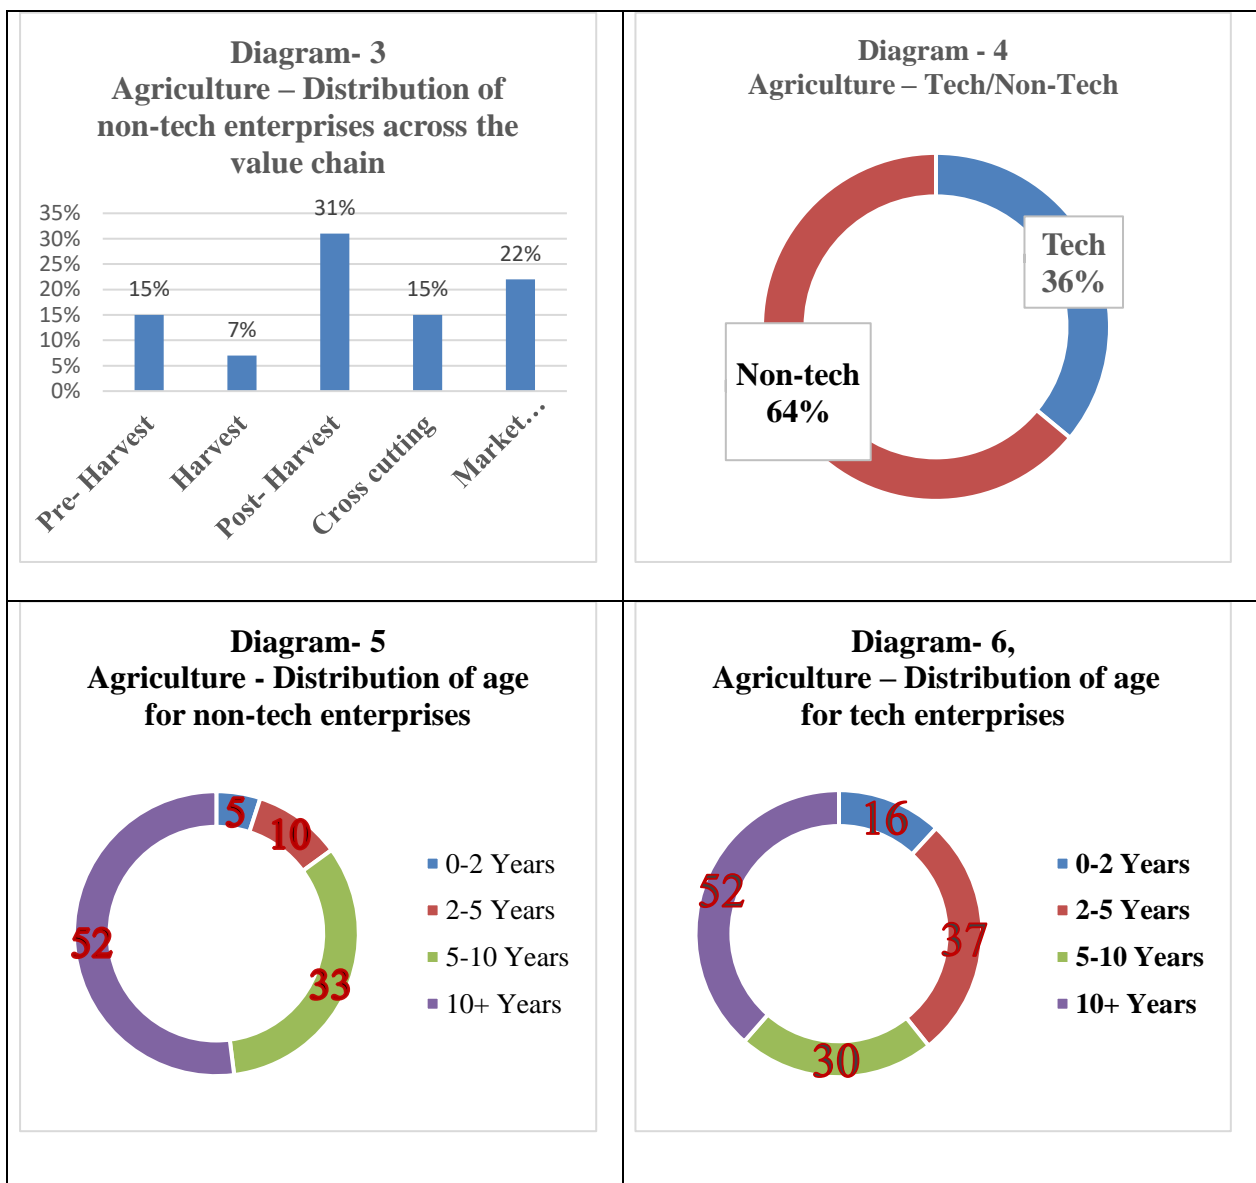 Diagram- 3
Agriculture – Distribution of
non-tech enterprises across the
value chain
35%
30%
25%
20%
15%
10%
5%
0%
15%
7%
31%
15%
22%
Pre- Harvest
Harvest
Post- Harvest
Cross cutting
Market…
Diagram - 4
Agriculture – Tech/Non-Tech
Tech
36%
Non-tech
64%
Diagram- 5
Agriculture - Distribution of age
for non-tech enterprises
5
10
33
52
0-2 Years
2-5 Years
5-10 Years
10+ Years
Diagram- 6,
Agriculture – Distribution of age
for tech enterprises
16
37
30
52
0-2 Years
2-5 Years
5-10 Years
10+ Years